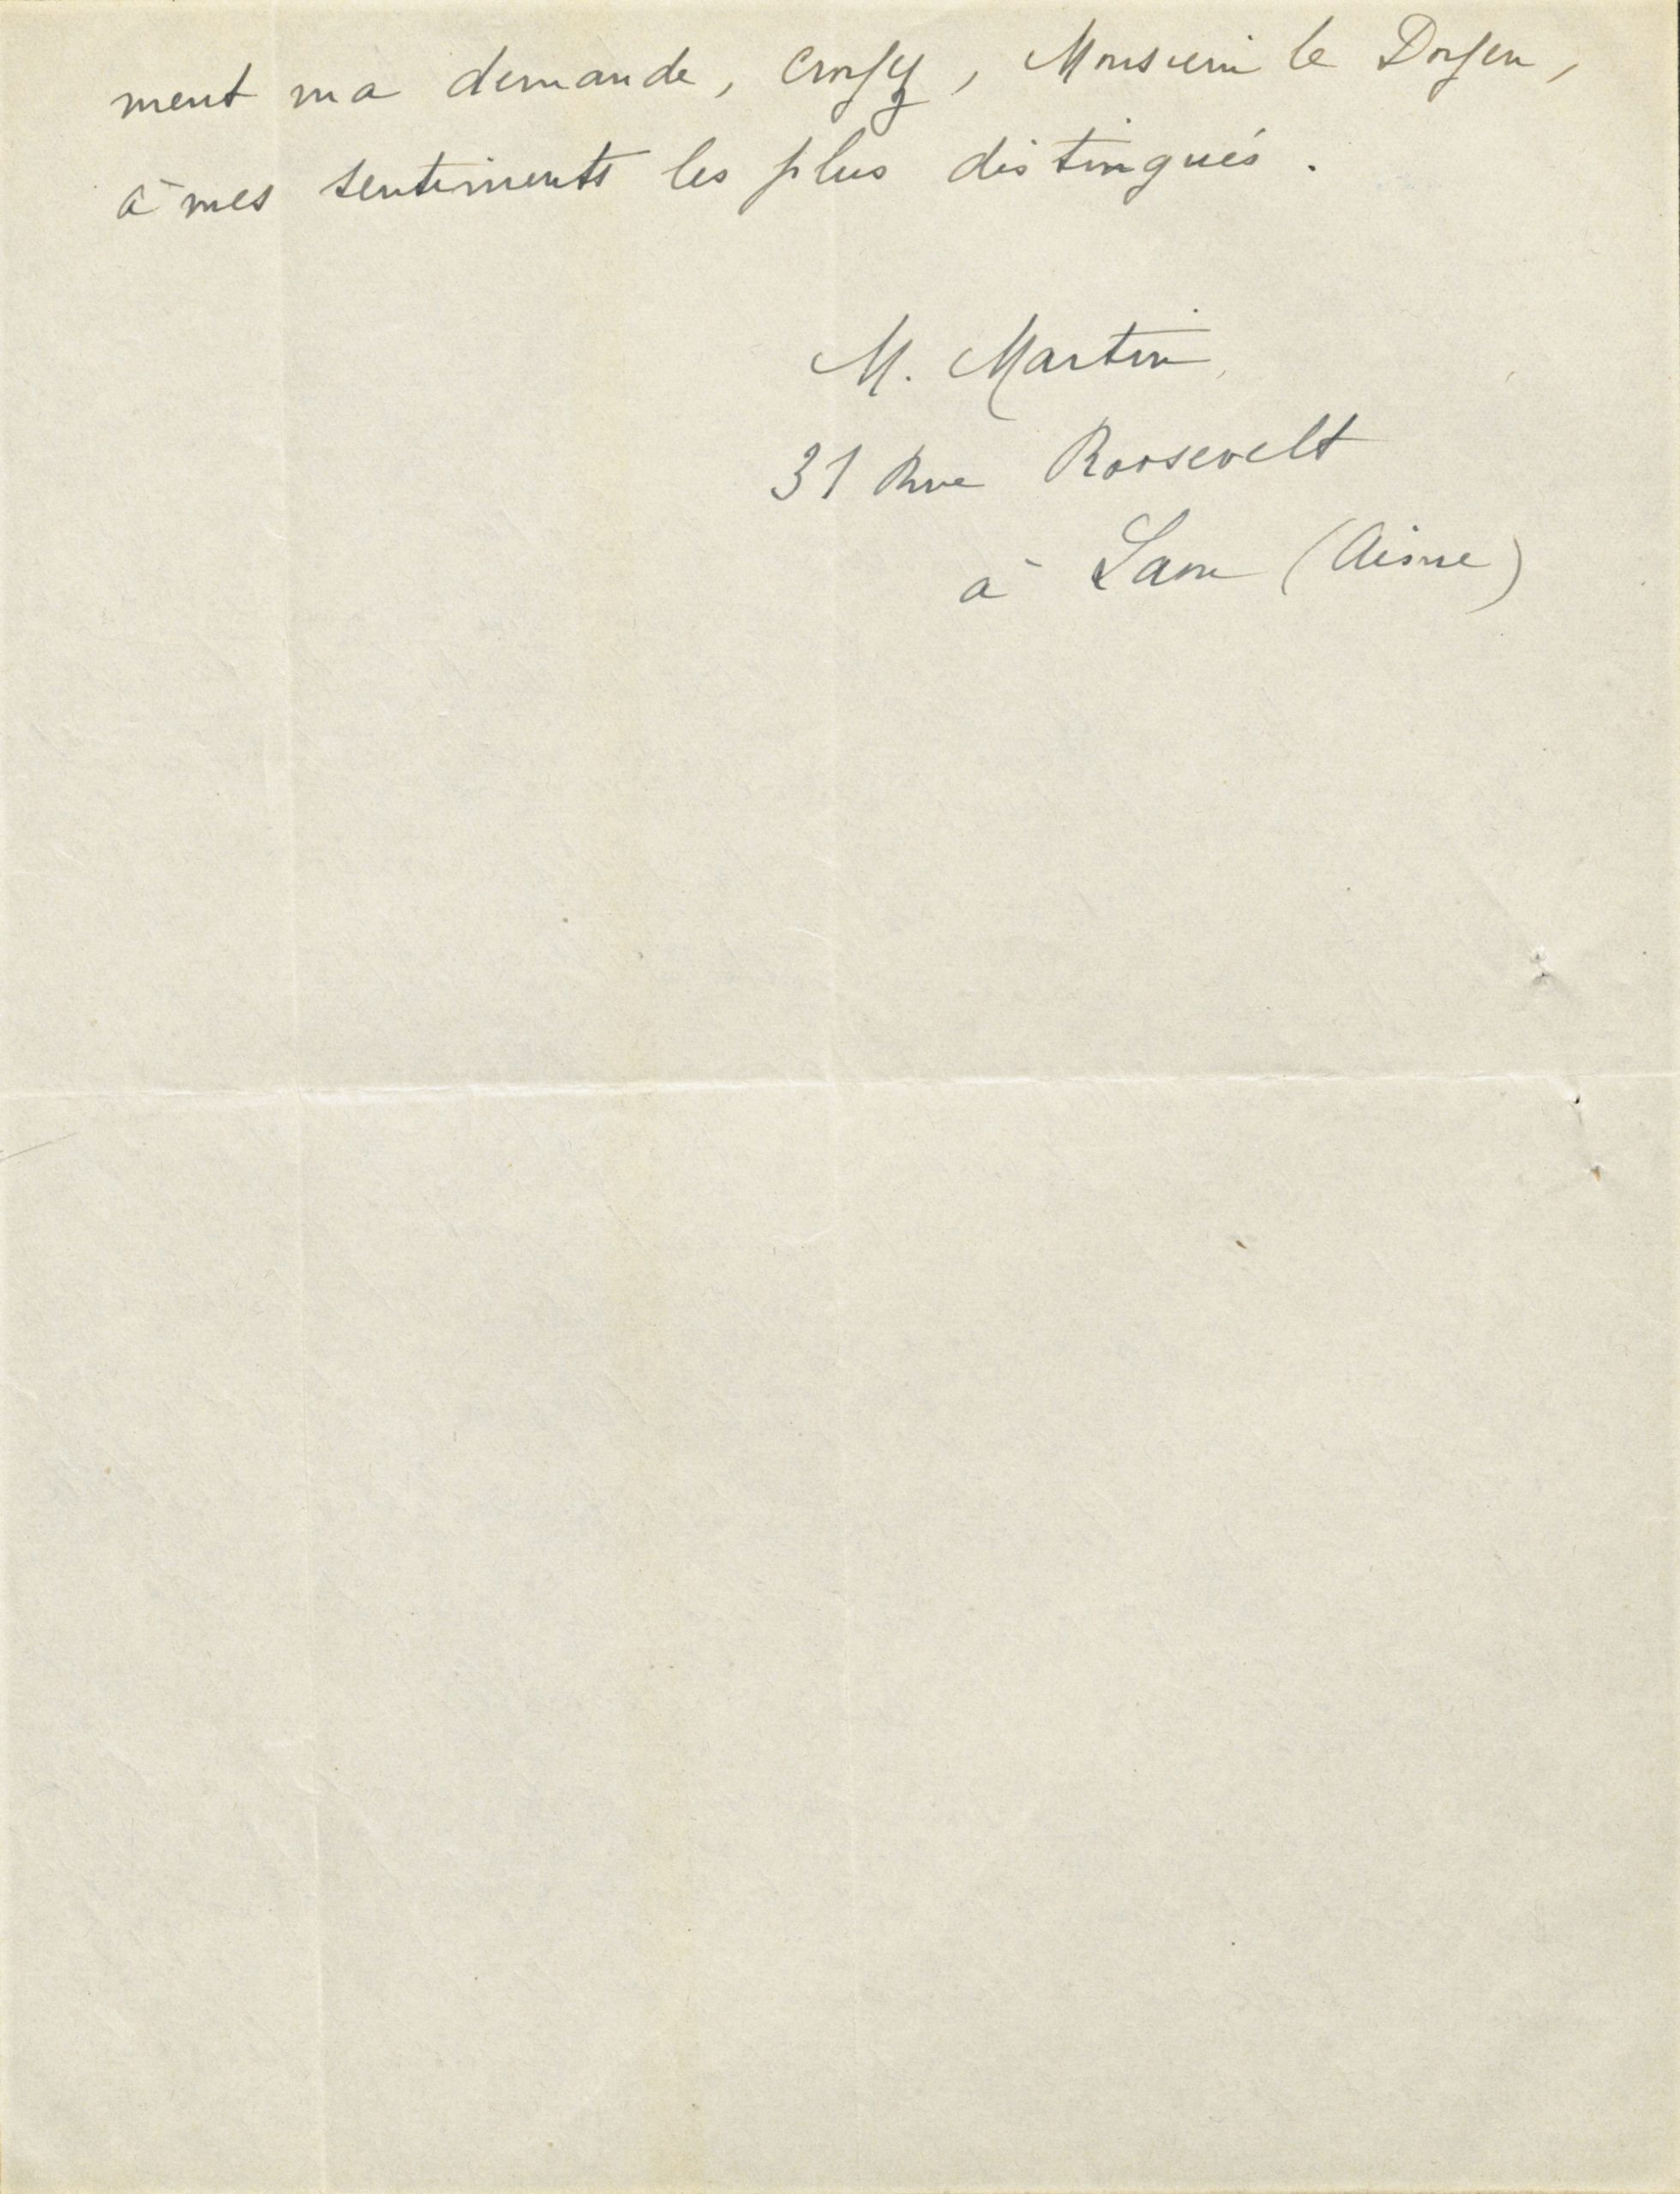 ment ma demande, croyez, Monsieur le Doyen,
à mes sentiments les plus distingués.
M. Martin
31 Rue Roosevelt
à Laon (Aisne)